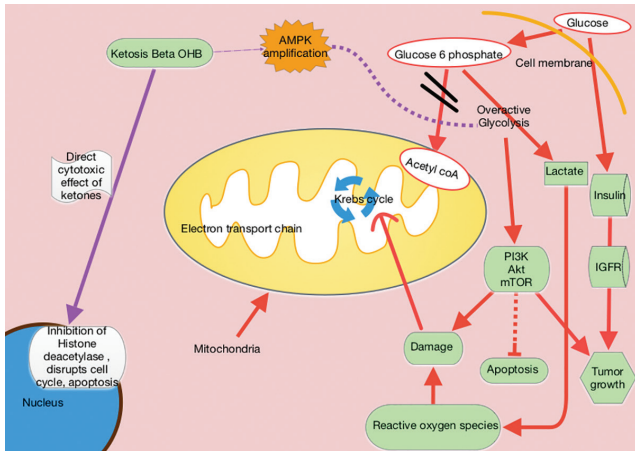 Ketosis Beta OHB
AMPK
amplification
Glucose
Glucose 6 phosphate
Cell membrane
Overactive
Glycolysis
Direct
cytotoxic
effect of
ketones
Acetyl coA
Lactate
Krebs cycle
Insulin
Electron transport chain
PI3K
Akt
mTOR
IGFR
Mitochondria
Damage
Inhibition of
Histone
deacetylase ,
disrupts cell
cycle, apoptosis
Apoptosis
Tumor
growth
Nucleus
Reactive oxygen species